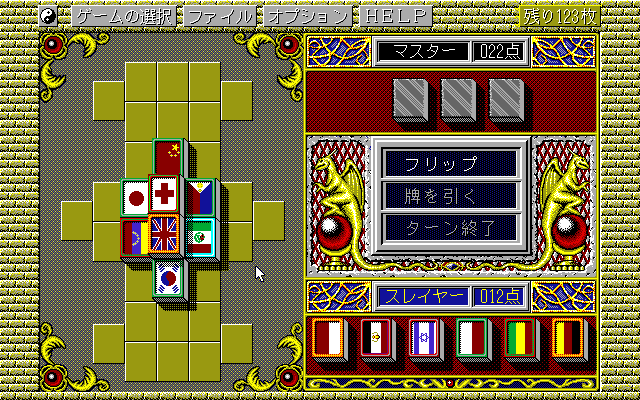 ゲームの選択 ファイル オプション HELP 残り123枚
マスター 022点
フリップ
牌を引く
ターン終了
スレイヤー 012点